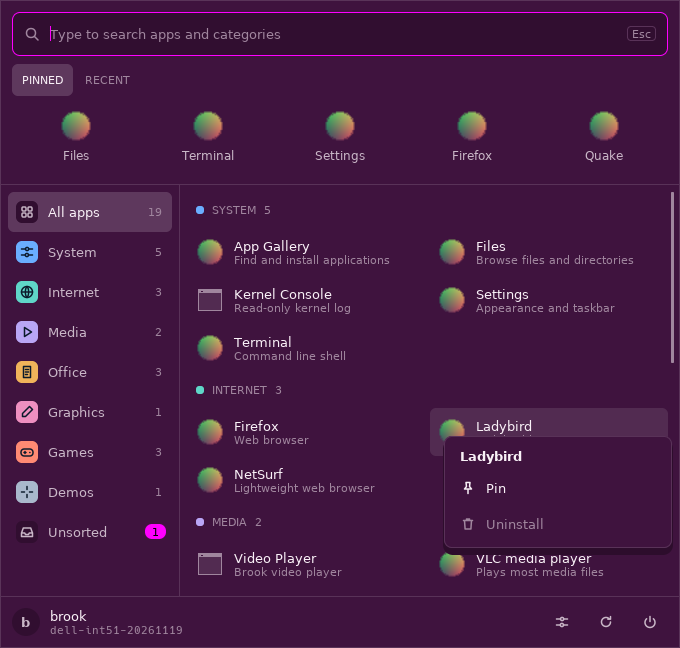 Type to search apps and categories
Esc
PINNED
RECENT
Files
Terminal
Settings
Firefox
Quake
All apps 19
System 5
Internet 3
Media 2
Office 3
Graphics 1
Games 3
Demos 1
Unsorted 1
SYSTEM 5
App Gallery
Find and install applications
Files
Browse files and directories
Kernel Console
Read-only kernel log
Settings
Appearance and taskbar
Terminal
Command line shell
INTERNET 3
Firefox
Web browser
Ladybird
Ladybird
Pin
Uninstall
NetSurf
Lightweight web browser
MEDIA 2
Video Player
Brook video player
VLC media player
Plays most media files
b
brook
dell-int51-20261119